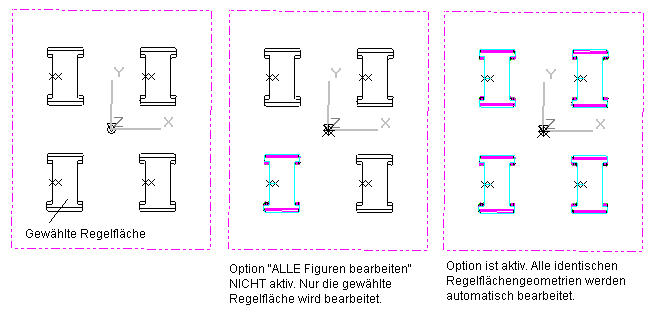 Y
Z
X
Gewählte Regelfläche
Y
Z
X
Option "ALLE Figuren bearbeiten"
NICHT aktiv. Nur die gewählte
Regelfläche wird bearbeitet.
Y
Z
X
Option ist aktiv. Alle identischen
Regelflächengeometrien werden
automatisch bearbeitet.